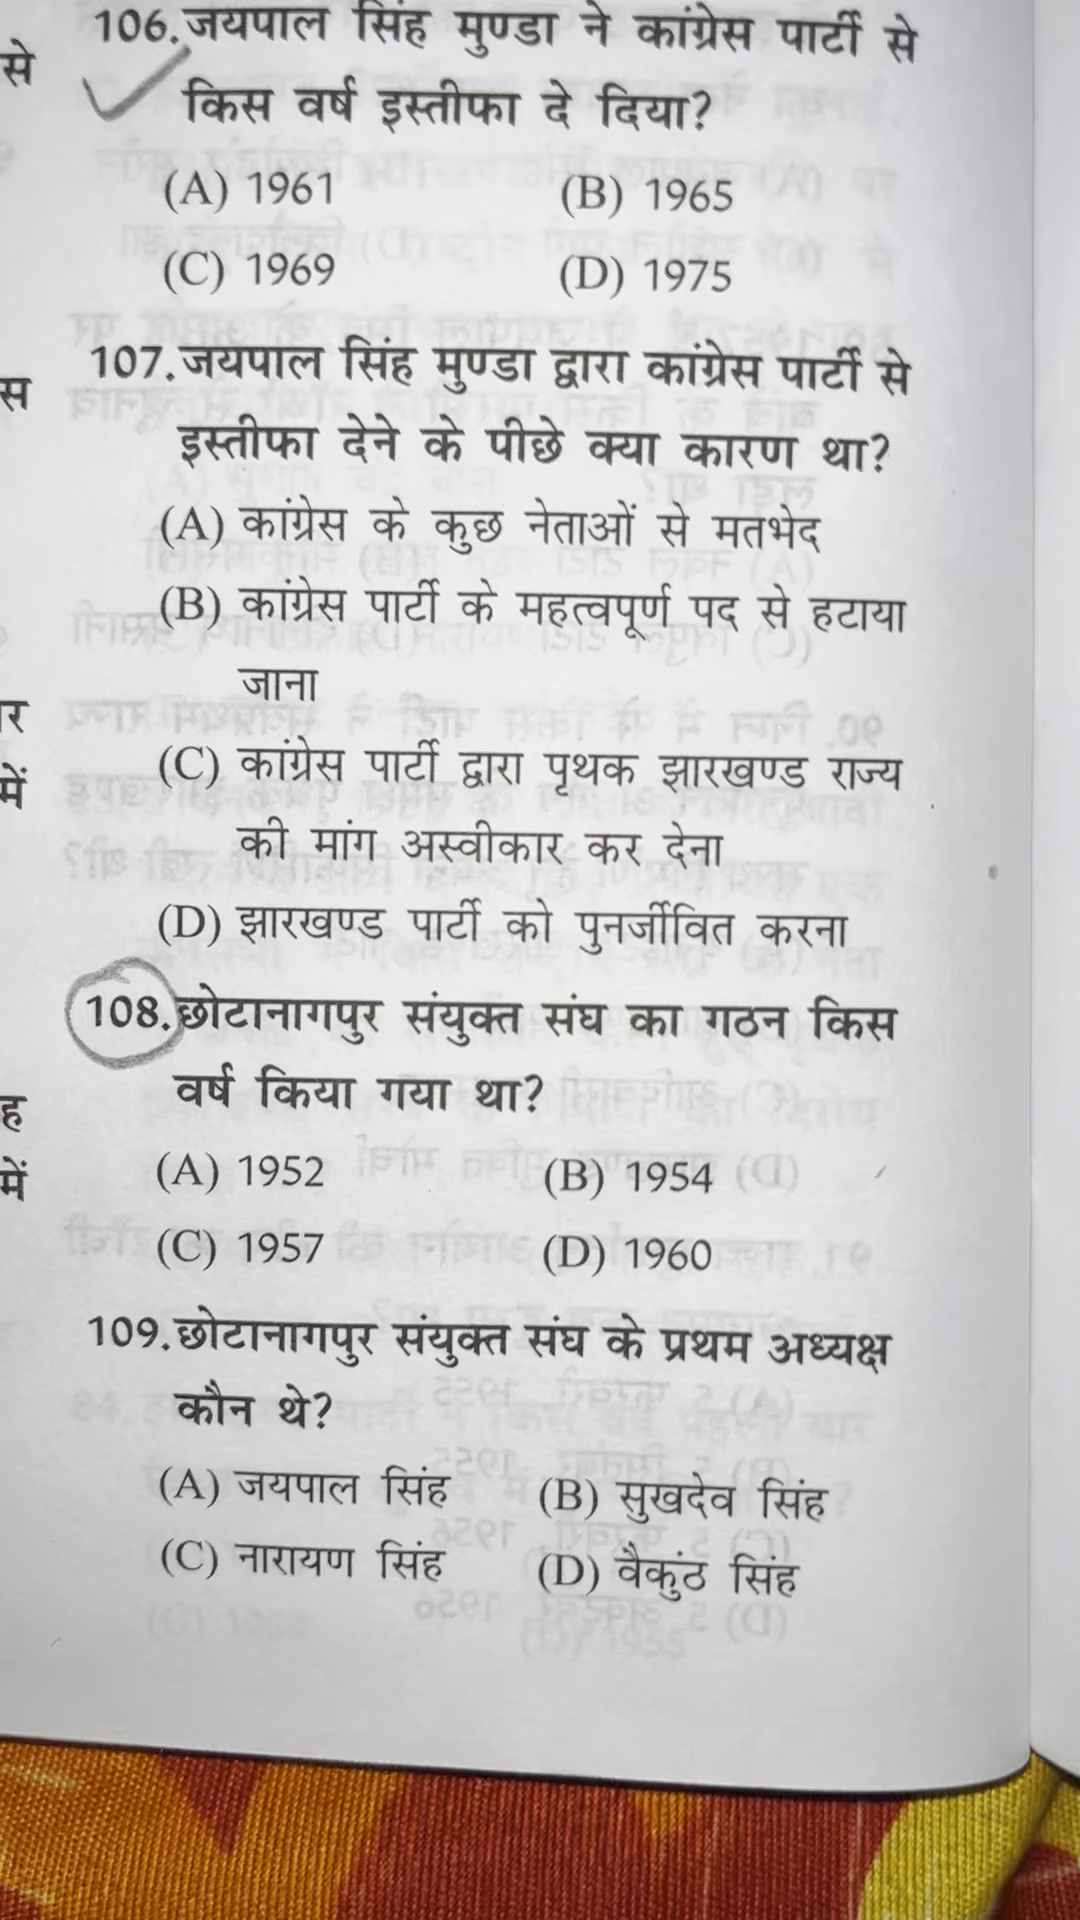 106. जयपाल सिंह मुण्डा ने कांग्रेस पार्टी से
से
किस वर्ष इस्तीफा दे दिया?
(A) 1961 (B) 1965
(C) 1969 (D) 1975
107. जयपाल सिंह मुण्डा द्वारा कांग्रेस पार्टी से
स
इस्तीफा देने के पीछे क्या कारण था?
(A) कांग्रेस के कुछ नेताओं से मतभेद
(B) कांग्रेस पार्टी के महत्वपूर्ण पद से हटाया
जाना
र
(C) कांग्रेस पार्टी द्वारा पृथक झारखण्ड राज्य
में
की मांग अस्वीकार कर देना
(D) झारखण्ड पार्टी को पुनर्जीवित करना
108. छोटानागपुर संयुक्त संघ का गठन किस
वर्ष किया गया था?
ह
(A) 1952 (B) 1954
में
(C) 1957 (D) 1960
109. छोटानागपुर संयुक्त संघ के प्रथम अध्यक्ष
कौन थे?
(A) जयपाल सिंह (B) सुखदेव सिंह
(C) नारायण सिंह (D) वैकुंठ सिंह